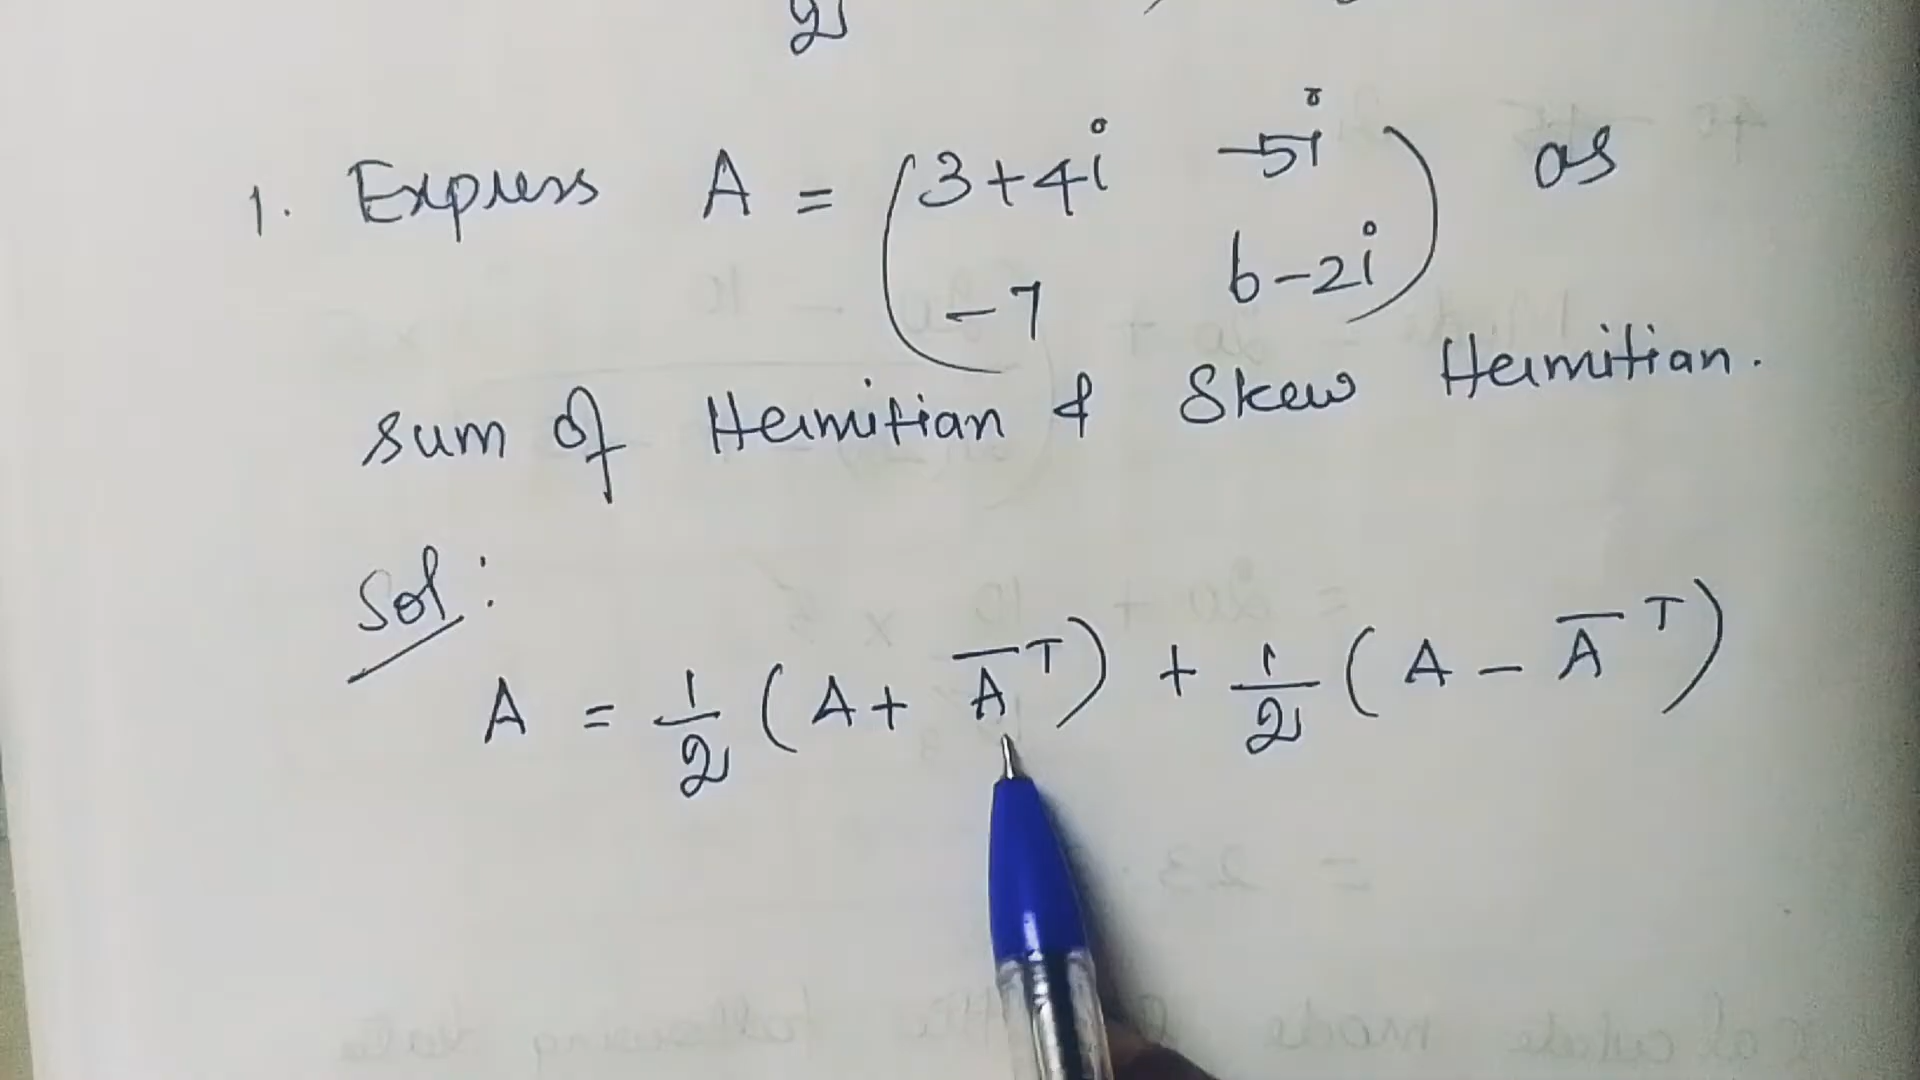 2
1. Express A = (3+4i -5i
-7 6-2i) as
sum of Hermitian & Skew Hermitian.
Sol:
A = 1/2 (A + A̅ᵀ) + 1/2 (A - A̅ᵀ)